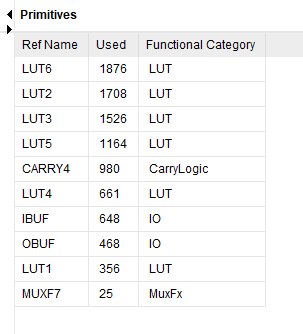 Primitives
Ref Name Used Functional Category
LUT6 1876 LUT
LUT2 1708 LUT
LUT3 1526 LUT
LUT5 1164 LUT
CARRY4 980 CarryLogic
LUT4 661 LUT
IBUF 648 IO
OBUF 468 IO
LUT1 356 LUT
MUXF7 25 MuxFx